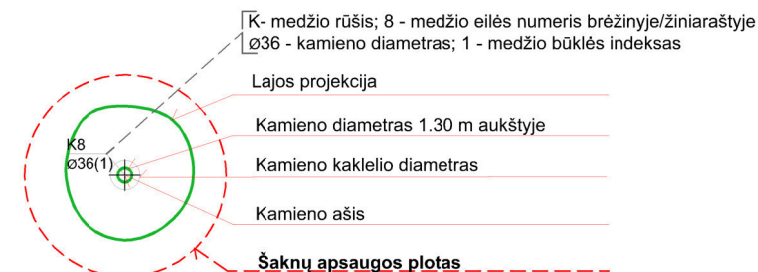 K- medžio rūšis; 8 - medžio eilės numeris brėžinyje/žiniaraštyje
ø36 - kamieno diametras; 1 - medžio būklės indeksas
Lajos projekcija
Kamieno diametras 1.30 m aukštyje
K8
ø36(1)
Kamieno kaklelio diametras
Kamieno ašis
Šaknų apsaugos plotas